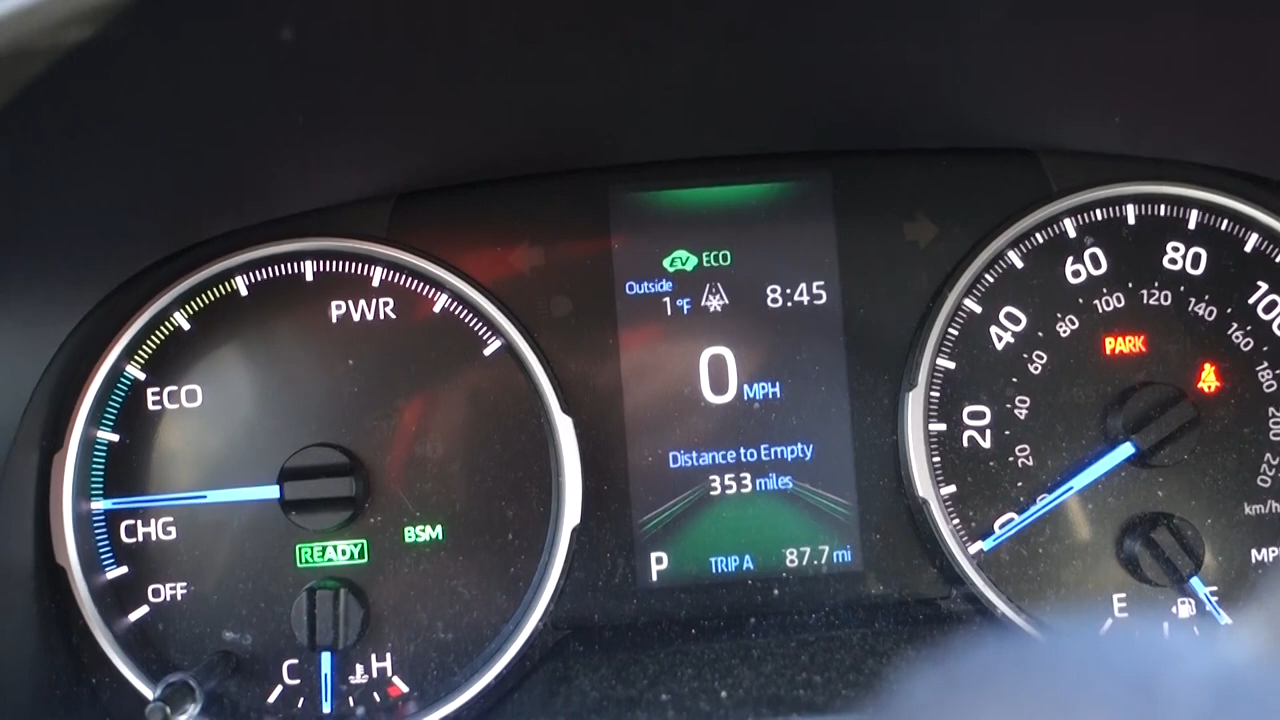 PWR
ECO
CHG
OFF
READY
BSM
C
H
EV ECO
Outside
1°F
8:45
0 MPH
Distance to Empty
353 miles
P
TRIP A 87.7 mi
0
20
40
60
80
100
20
40
60
80
100
120
140
160
180
200
220
km/h
PARK
E
F